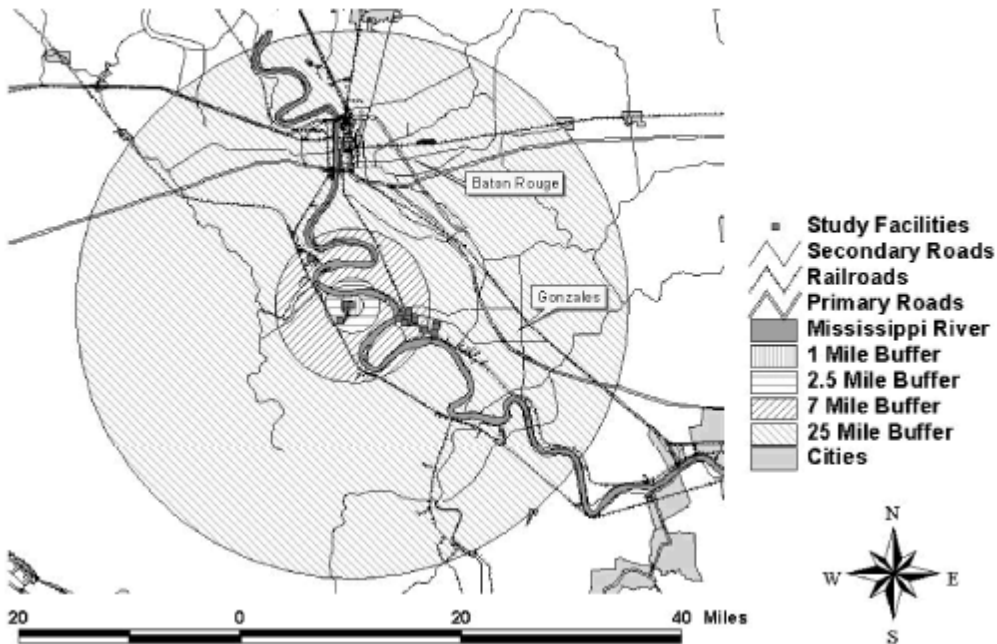 Baton Rouge
Gonzales
Study Facilities
Secondary Roads
Railroads
Primary Roads
Mississippi River
1 Mile Buffer
2.5 Mile Buffer
7 Mile Buffer
25 Mile Buffer
Cities
N
W E
S
20 0 20 40 Miles